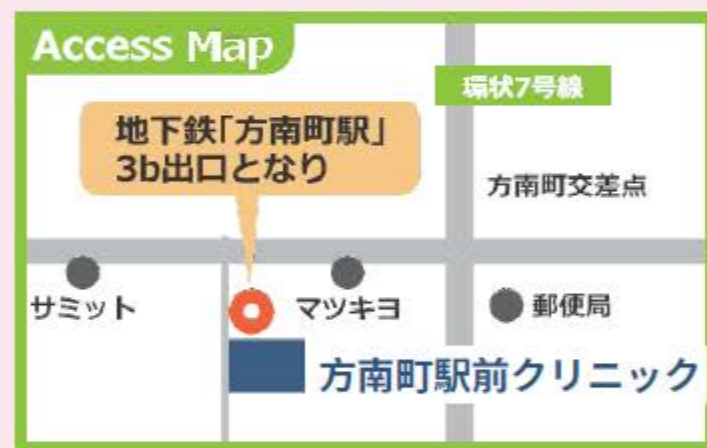 Access Map
環状7号線
地下鉄「方南町駅」
3b出口となり
方南町交差点
サミット
マツキヨ
郵便局
方南町駅前クリニック